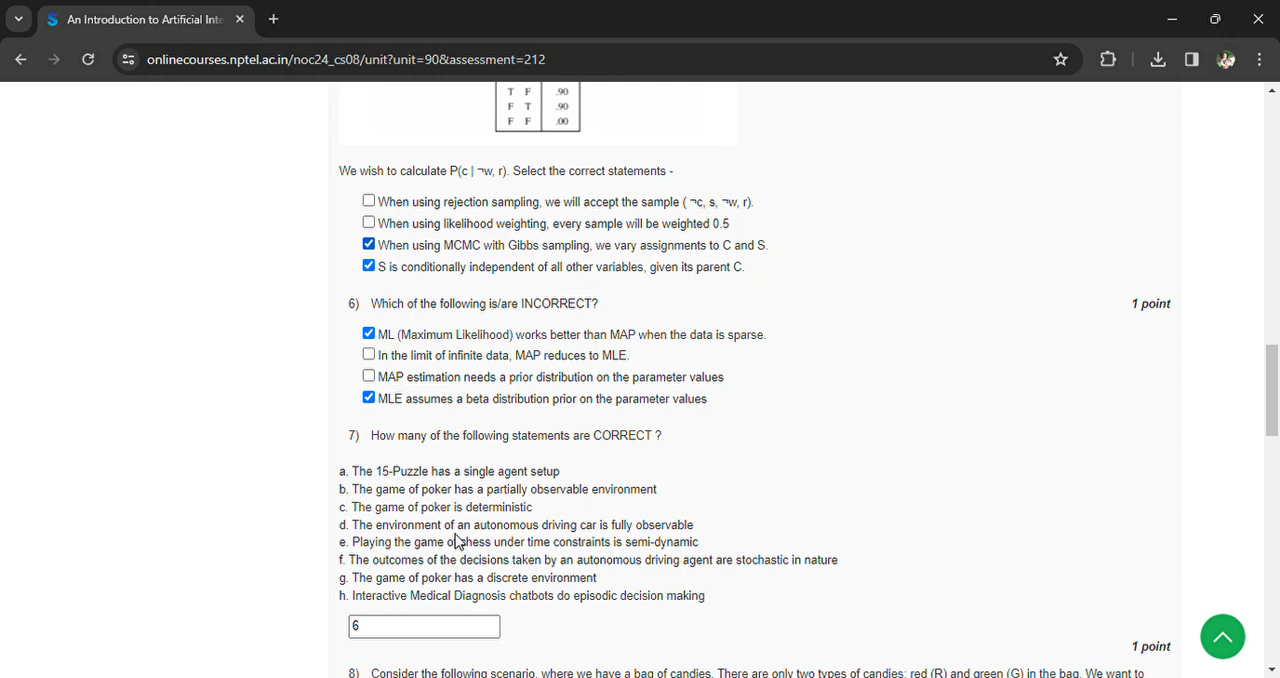 An Introduction to Artificial Inte
onlinecourses.nptel.ac.in/noc24_cs08/unit?unit=90&assessment=212
T F .90
F T .90
F F .00
We wish to calculate P(c | ¬w, r). Select the correct statements -
When using rejection sampling, we will accept the sample ( ¬c, s, ¬w, r).
When using likelihood weighting, every sample will be weighted 0.5
When using MCMC with Gibbs sampling, we vary assignments to C and S.
S is conditionally independent of all other variables, given its parent C.
6) Which of the following is/are INCORRECT? 1 point
ML (Maximum Likelihood) works better than MAP when the data is sparse.
In the limit of infinite data, MAP reduces to MLE.
MAP estimation needs a prior distribution on the parameter values
MLE assumes a beta distribution prior on the parameter values
7) How many of the following statements are CORRECT ?
a. The 15-Puzzle has a single agent setup
b. The game of poker has a partially observable environment
c. The game of poker is deterministic
d. The environment of an autonomous driving car is fully observable
e. Playing the game of chess under time constraints is semi-dynamic
f. The outcomes of the decisions taken by an autonomous driving agent are stochastic in nature
g. The game of poker has a discrete environment
h. Interactive Medical Diagnosis chatbots do episodic decision making
6
1 point
8) Consider the following scenario, where we have a bag of candies. There are only two types of candies: red (R) and green (G) in the bag. We want to